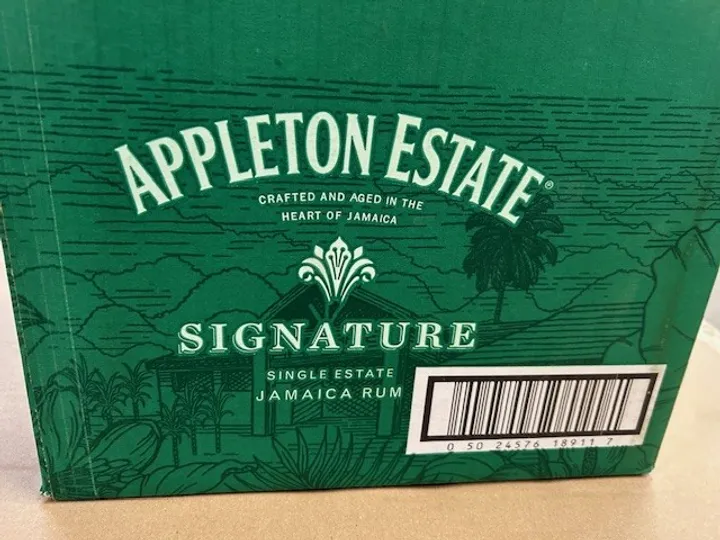 APPLETON ESTATE®
CRAFTED AND AGED IN THE
HEART OF JAMAICA
SIGNATURE
SINGLE ESTATE
JAMAICA RUM
0 50 24576 18911 7